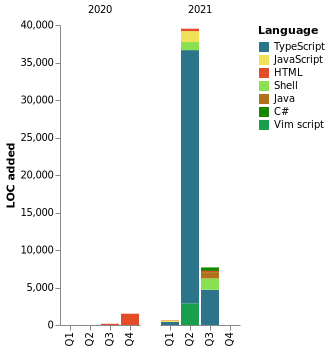 2020
2021
LOC added
40,000
35,000
30,000
25,000
20,000
15,000
10,000
5,000
0
Q1
Q2
Q3
Q4
Q1
Q2
Q3
Q4
Language
TypeScript
JavaScript
HTML
Shell
Java
C#
Vim script